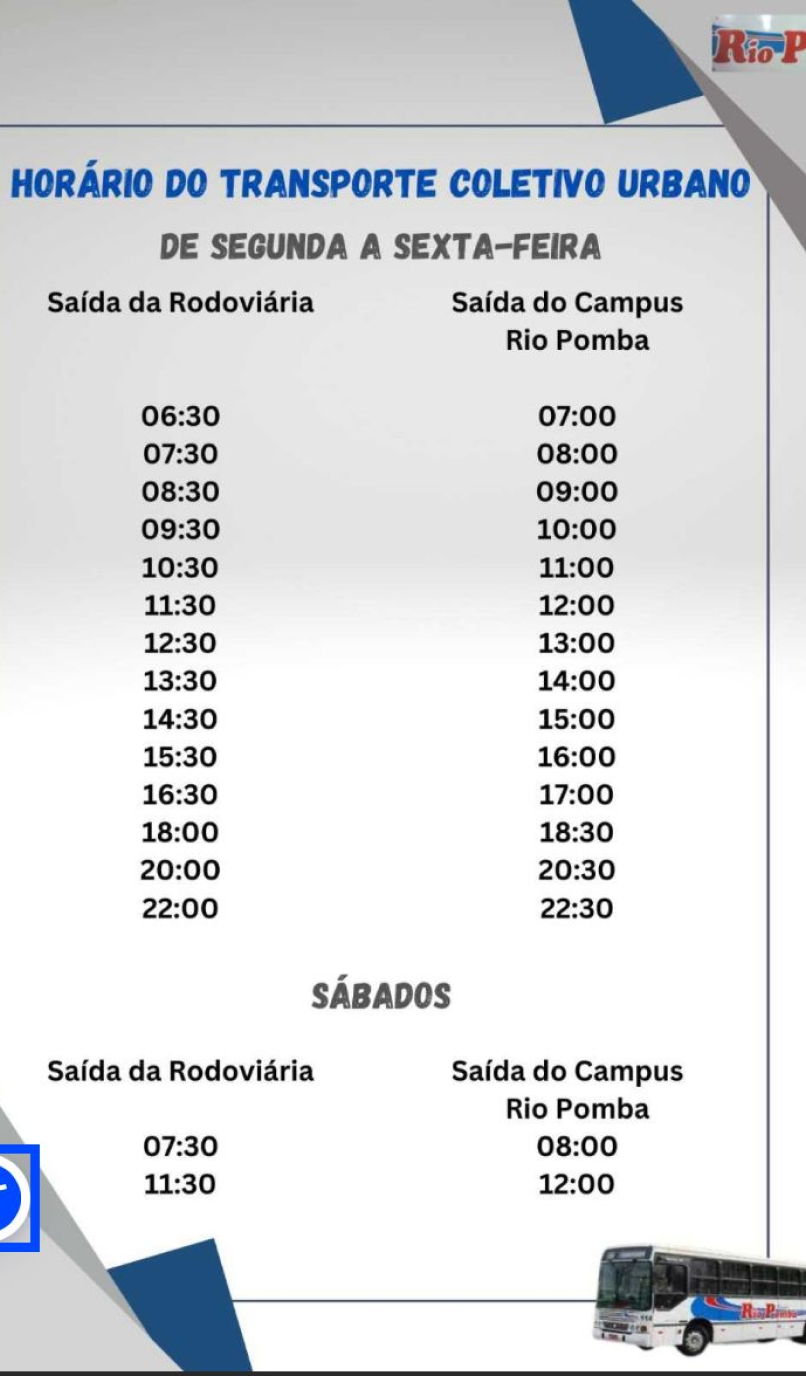 Rio P
HORÁRIO DO TRANSPORTE COLETIVO URBANO
DE SEGUNDA A SEXTA-FEIRA
Saída da Rodoviária Saída do Campus
Rio Pomba
06:30 07:00
07:30 08:00
08:30 09:00
09:30 10:00
10:30 11:00
11:30 12:00
12:30 13:00
13:30 14:00
14:30 15:00
15:30 16:00
16:30 17:00
18:00 18:30
20:00 20:30
22:00 22:30
SÁBADOS
Saída da Rodoviária Saída do Campus
Rio Pomba
07:30 08:00
11:30 12:00
Rio Pomba